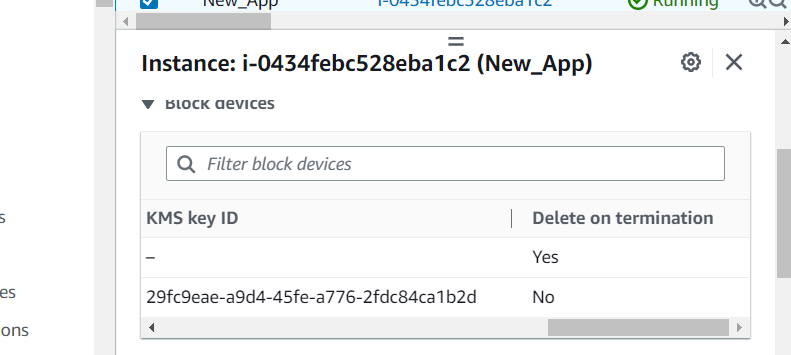 New_App i-0434febc528eba1c2 Running
Instance: i-0434febc528eba1c2 (New_App)
Block devices
Filter block devices
KMS key ID Delete on termination
– Yes
s
29fc9eae-a9d4-45fe-a776-2fdc84ca1b2d No
es
ons